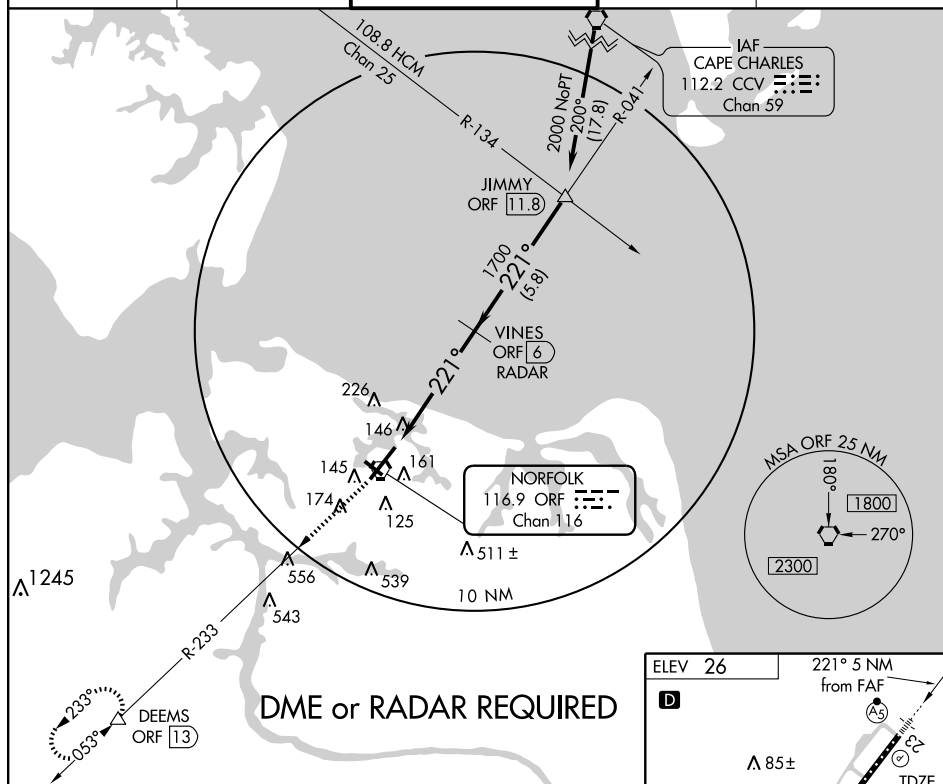 108.8 HCM
Chan 25
R-134
2000 NoPT
200°
(17.8)
R-041
IAF
CAPE CHARLES
112.2 CCV
Chan 59
JIMMY
ORF 11.8
1700
221°
(5.8)
VINES
ORF 6
RADAR
221°
226
146
145
161
174
125
NORFOLK
116.9 ORF
Chan 116
511 ±
556
539
543
1245
10 NM
MSA ORF 25 NM
180°
1800
270°
2300
R-233
233°
053°
DEEMS
ORF 13
DME or RADAR REQUIRED
ELEV 26
D
221° 5 NM
from FAF
A5
23
P
85±
TDZE